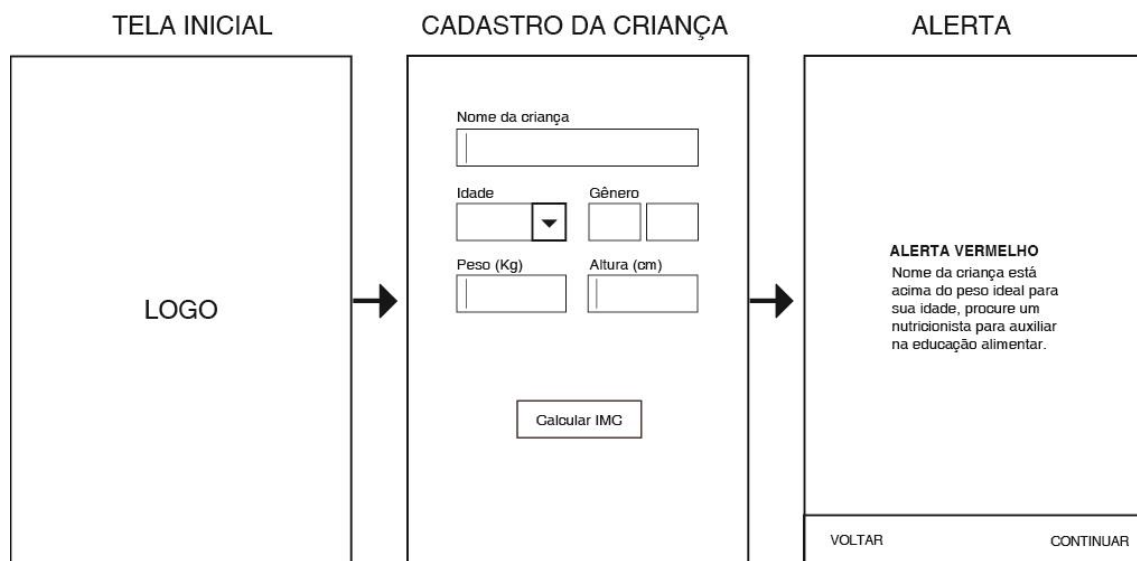 TELA INICIAL
CADASTRO DA CRIANÇA
ALERTA
LOGO
Nome da criança
Idade
Gênero
Peso (Kg)
Altura (cm)
Calcular IMG
ALERTA VERMELHO
Nome da criança está
acima do peso ideal para
sua idade, procure um
nutricionista para auxiliar
na educação alimentar.
VOLTAR
CONTINUAR